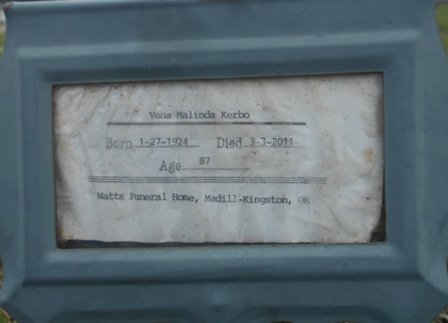 Vena Malinda Kerbo
Born 1-27-1924 Died 3-3-2011
Age 87
Watts Funeral Home, Madill-Kingston, OK